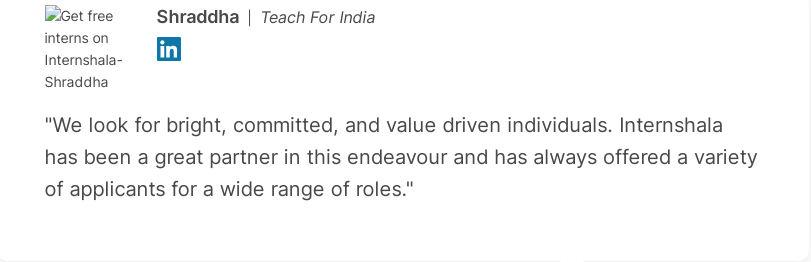 Get free
interns on
Internshala-
Shraddha
Shraddha | Teach For India
in
"We look for bright, committed, and value driven individuals. Internshala
has been a great partner in this endeavour and has always offered a variety
of applicants for a wide range of roles."